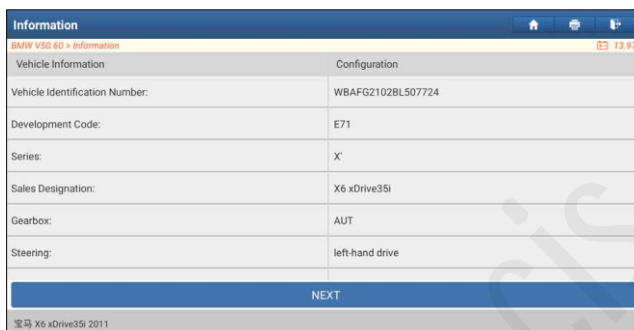 Information
BMW V50.60 > Information 13.97
Vehicle Information Configuration
Vehicle Identification Number: WBAFG2102BL507724
Development Code: E71
Series: X'
Sales Designation: X6 xDrive35i
Gearbox: AUT
Steering: left-hand drive
NEXT
宝马 X6 xDrive35i 2011